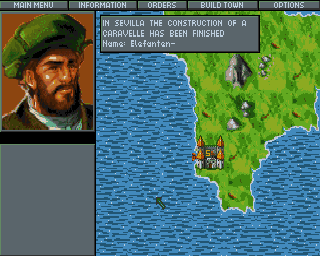 MAIN MENU INFORMATION ORDERS BUILD TOWN OPTIONS
IN SEVILLA THE CONSTRUCTION OF A
CARAVELLE HAS BEEN FINISHED
Name: Elefanten-